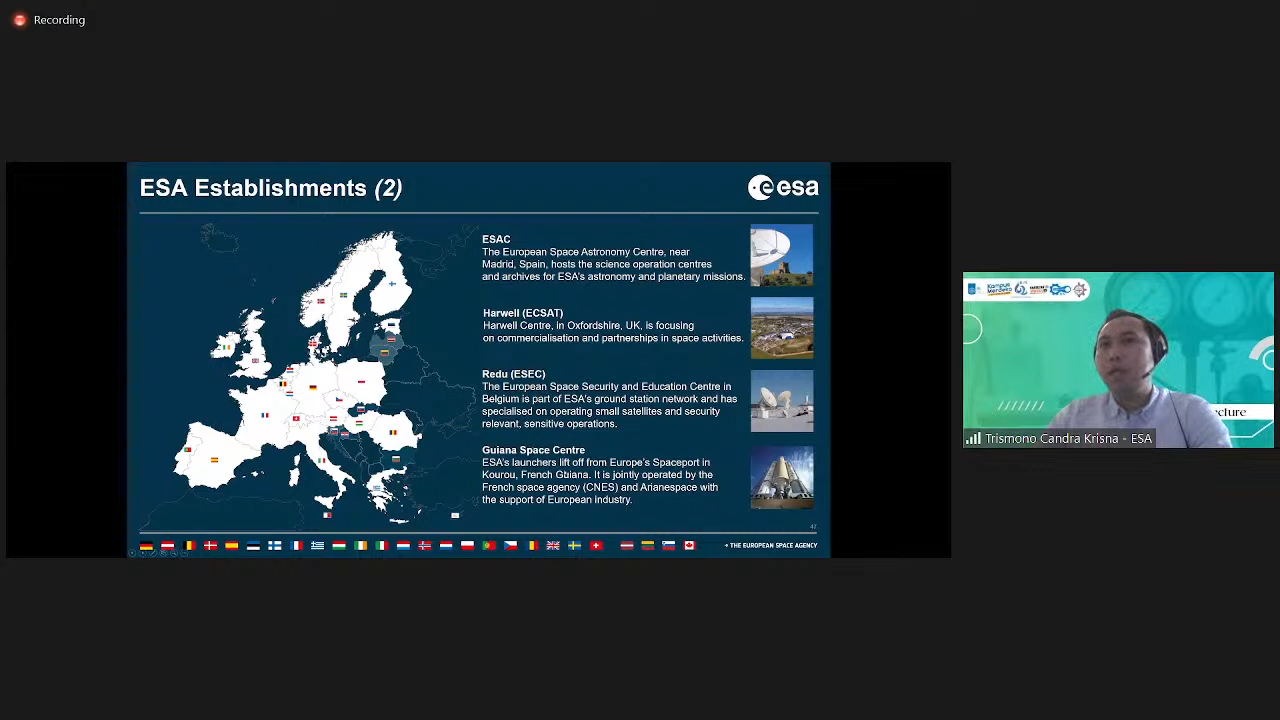 Recording
ESA Establishments (2)
esa
ESAC
The European Space Astronomy Centre, near
Madrid, Spain, hosts the science operation centres
and archives for ESA's astronomy and planetary missions.
Harwell (ECSAT)
Harwell Centre, in Oxfordshire, UK, is focusing
on commercialisation and partnerships in space activities.
Redu (ESEC)
The European Space Security and Education Centre in
Belgium is part of ESA's ground station network and has
specialised on operating small satellites and security
relevant, sensitive operations.
Guiana Space Centre
ESA's launchers lift off from Europe's Spaceport in
Kourou, French Guiana. It is jointly operated by the
French space agency (CNES) and Arianespace with
the support of European industry.
47
→ THE EUROPEAN SPACE AGENCY
Kampus
Merdeka
cture
Trismono Candra Krisna - ESA